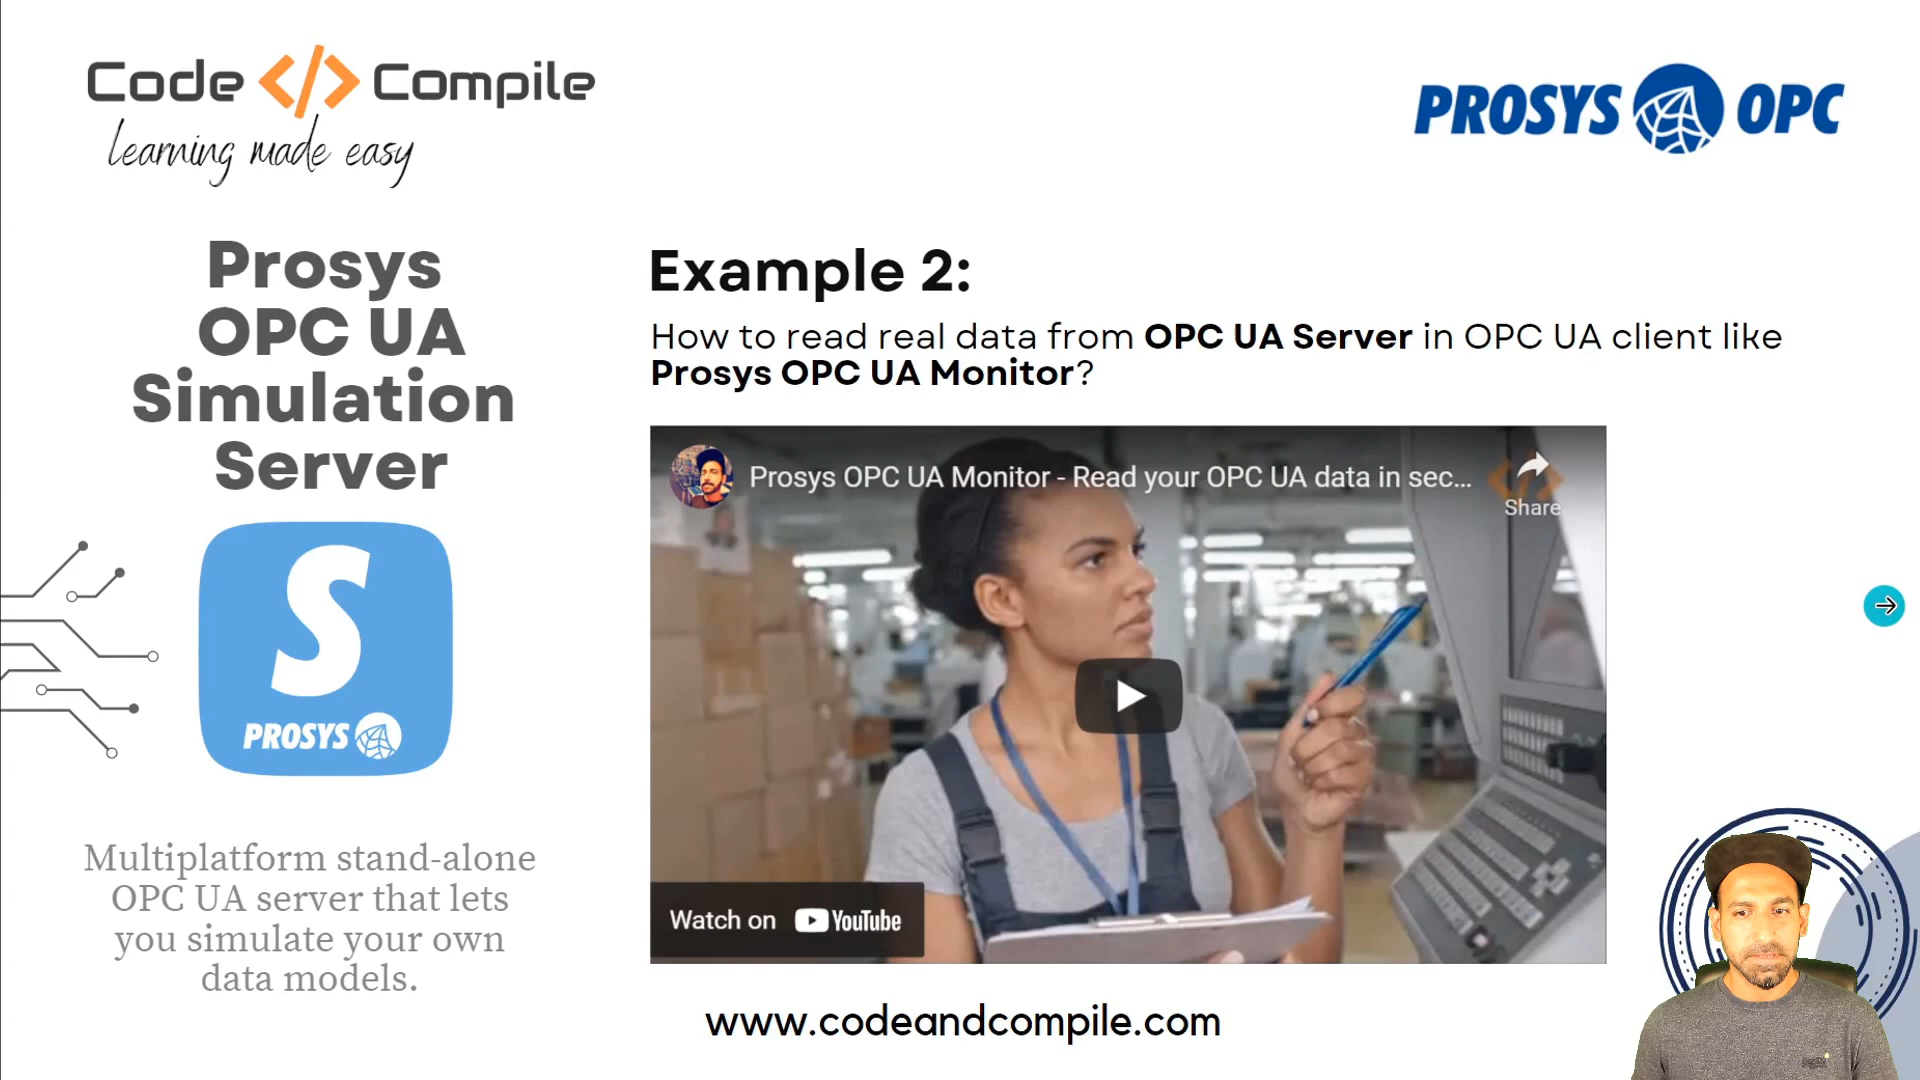 Code </> Compile
learning made easy
PROSYS OPC
Prosys
OPC UA
Simulation
Server
S
PROSYS
Multiplatform stand-alone
OPC UA server that lets
you simulate your own
data models.
Example 2:
How to read real data from OPC UA Server in OPC UA client like
Prosys OPC UA Monitor?
Prosys OPC UA Monitor - Read your OPC UA data in sec...
Share
Watch on YouTube
www.codeandcompile.com